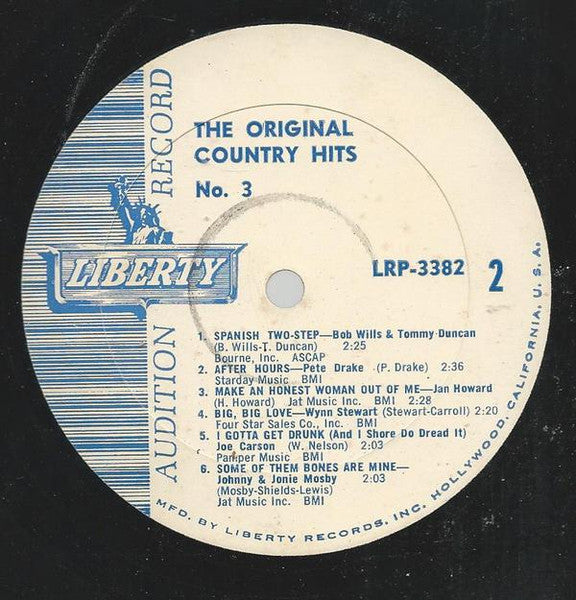 AUDITION RECORD
THE ORIGINAL
COUNTRY HITS
No. 3
LIBERTY
LRP-3382 2
1. SPANISH TWO-STEP—Bob Wills & Tommy Duncan
(B. Wills-T. Duncan) 2:25
Bourne, Inc. ASCAP
2. AFTER HOURS—Pete Drake (P. Drake) 2:36
Starday Music BMI
3. MAKE AN HONEST WOMAN OUT OF ME—Jan Howard
(H. Howard) Jat Music Inc. BMI 2:28
4. BIG, BIG LOVE—Wynn Stewart (Stewart-Carroll) 2:20
Four Star Sales Co., Inc. BMI
5. I GOTTA GET DRUNK (And I Shore Do Dread It)
Joe Carson (W. Nelson) 2:03
Pamper Music BMI
6. SOME OF THEM BONES ARE MINE—
Johnny & Jonie Mosby 2:03
(Mosby-Shields-Lewis)
Jat Music Inc. BMI
MFD. BY LIBERTY RECORDS, INC. HOLLYWOOD, CALIFORNIA, U.S.A.